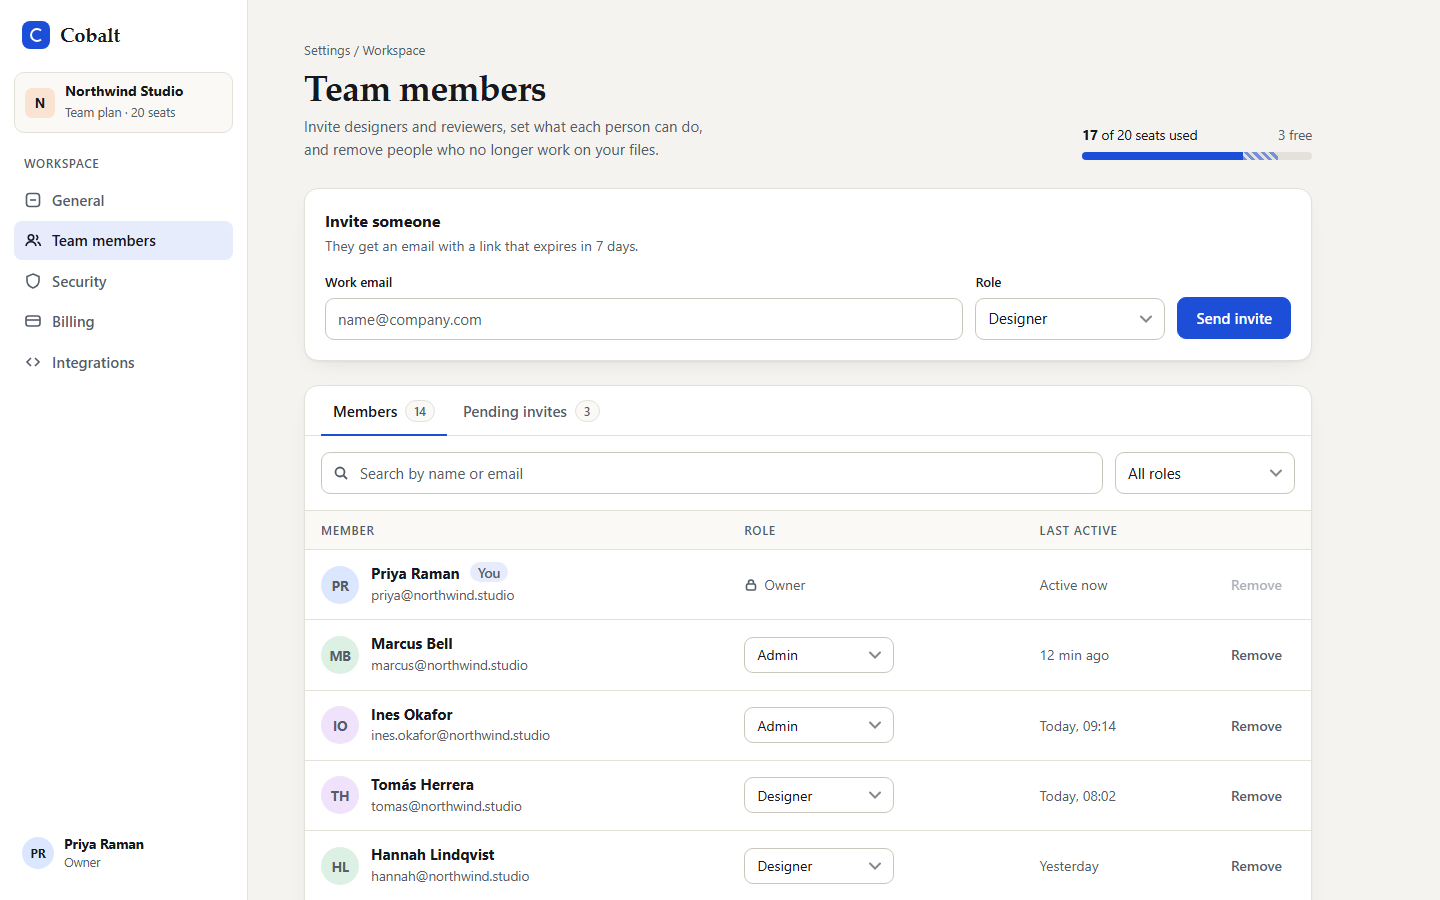 Cobalt
N
Northwind Studio
Team plan · 20 seats
WORKSPACE
General
Team members
Security
Billing
Integrations
PR
Priya Raman
Owner
Settings / Workspace
Team members
Invite designers and reviewers, set what each person can do,
and remove people who no longer work on your files.
17 of 20 seats used
3 free
Invite someone
They get an email with a link that expires in 7 days.
Work email
name@company.com
Role
Designer
Send invite
Members 14
Pending invites 3
Search by name or email
All roles
MEMBER
ROLE
LAST ACTIVE
PR
Priya Raman You
priya@northwind.studio
Owner
Active now
Remove
MB
Marcus Bell
marcus@northwind.studio
Admin
12 min ago
Remove
IO
Ines Okafor
ines.okafor@northwind.studio
Admin
Today, 09:14
Remove
TH
Tomás Herrera
tomas@northwind.studio
Designer
Today, 08:02
Remove
HL
Hannah Lindqvist
hannah@northwind.studio
Designer
Yesterday
Remove